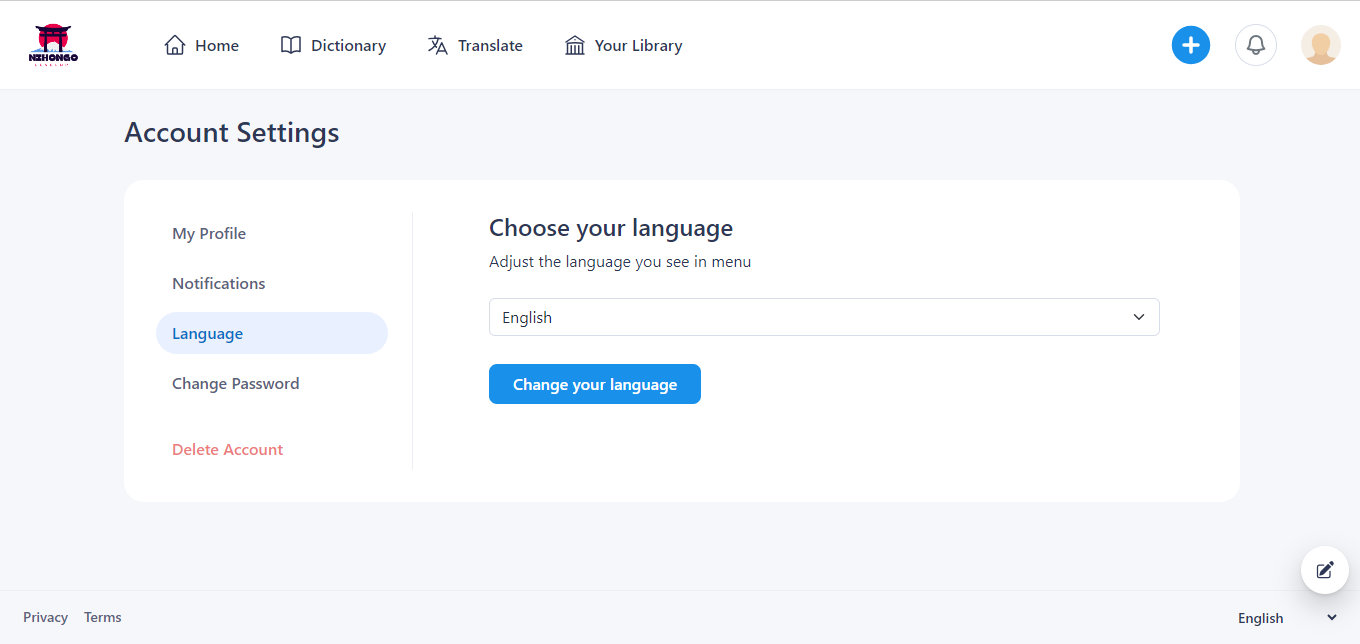 NIHONGO
Home
Dictionary
Translate
Your Library
Account Settings
My Profile
Notifications
Language
Change Password
Delete Account
Choose your language
Adjust the language you see in menu
English
Change your language
Privacy
Terms
English